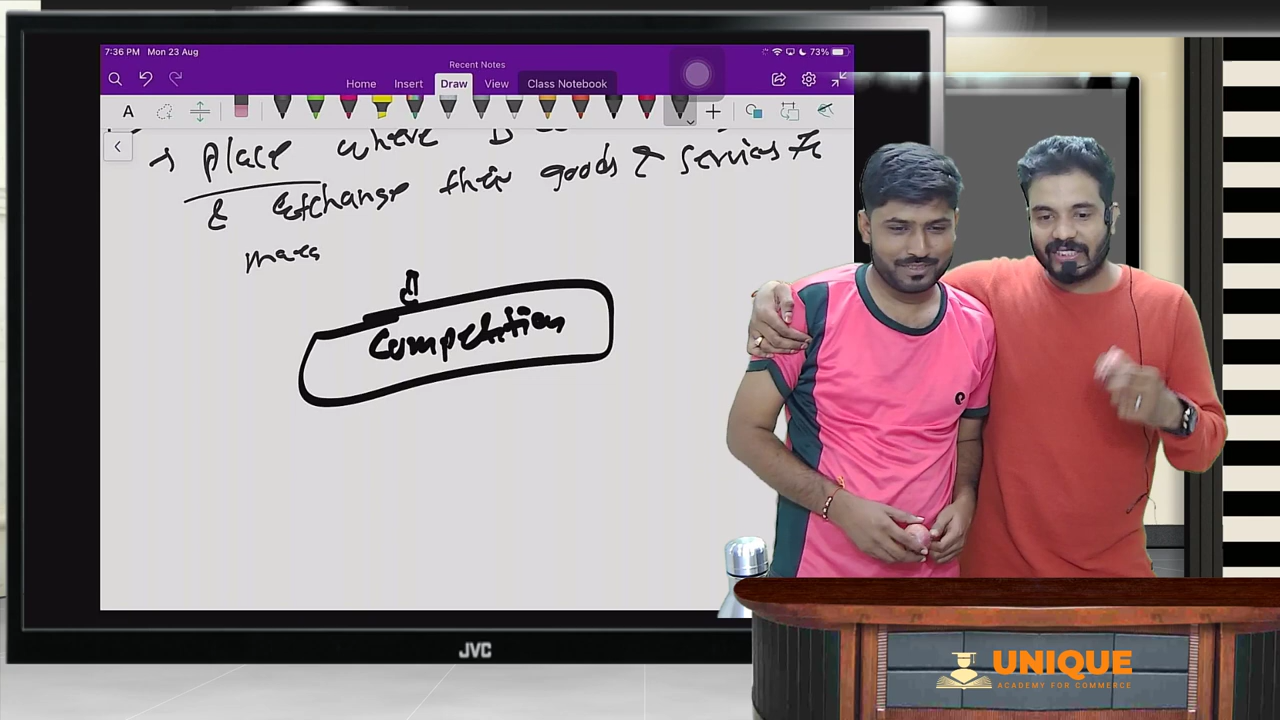 7:36 PM Mon 23 Aug
73%
Recent Notes
Home Insert Draw View Class Notebook
A
→ place where
& exchange their goods & services
Competition
JVC
UNIQUE
ACADEMY FOR COMMERCE